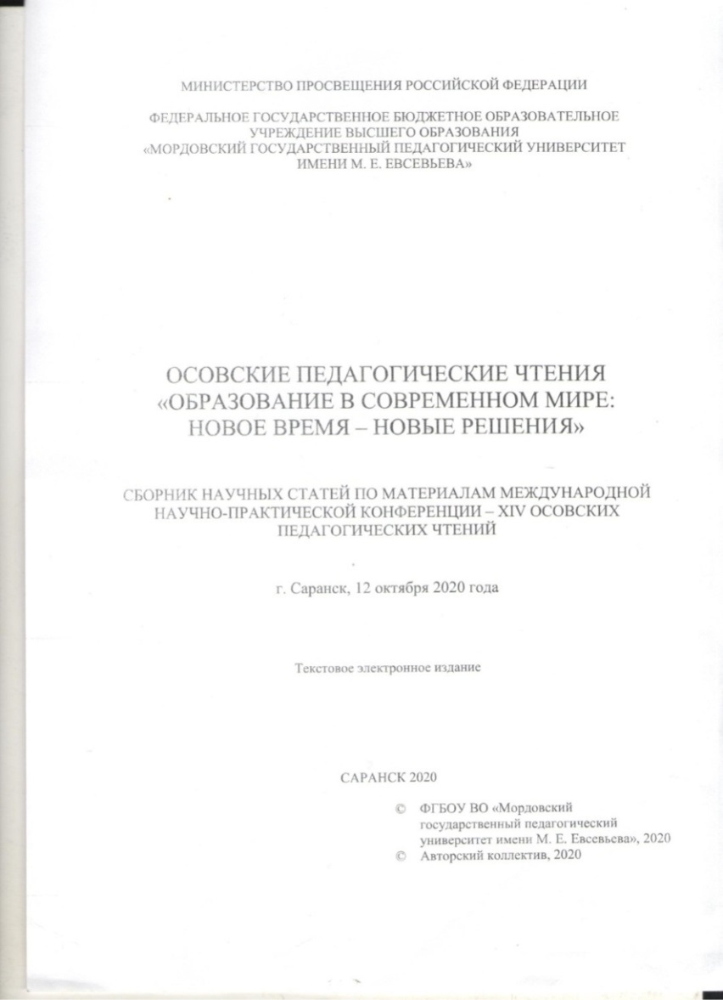 МИНИСТЕРСТВО ПРОСВЕЩЕНИЯ РОССИЙСКОЙ ФЕДЕРАЦИИ
ФЕДЕРАЛЬНОЕ ГОСУДАРСТВЕННОЕ БЮДЖЕТНОЕ ОБРАЗОВАТЕЛЬНОЕ
УЧРЕЖДЕНИЕ ВЫСШЕГО ОБРАЗОВАНИЯ
«МОРДОВСКИЙ ГОСУДАРСТВЕННЫЙ ПЕДАГОГИЧЕСКИЙ УНИВЕРСИТЕТ
ИМЕНИ М. Е. ЕВСЕВЬЕВА»
ОСОВСКИЕ ПЕДАГОГИЧЕСКИЕ ЧТЕНИЯ
«ОБРАЗОВАНИЕ В СОВРЕМЕННОМ МИРЕ:
НОВОЕ ВРЕМЯ – НОВЫЕ РЕШЕНИЯ»
СБОРНИК НАУЧНЫХ СТАТЕЙ ПО МАТЕРИАЛАМ МЕЖДУНАРОДНОЙ
НАУЧНО-ПРАКТИЧЕСКОЙ КОНФЕРЕНЦИИ – XIV ОСОВСКИХ
ПЕДАГОГИЧЕСКИХ ЧТЕНИЙ
г. Саранск, 12 октября 2020 года
Текстовое электронное издание
САРАНСК 2020
© ФГБОУ ВО «Мордовский
государственный педагогический
университет имени М. Е. Евсевьева», 2020
© Авторский коллектив, 2020